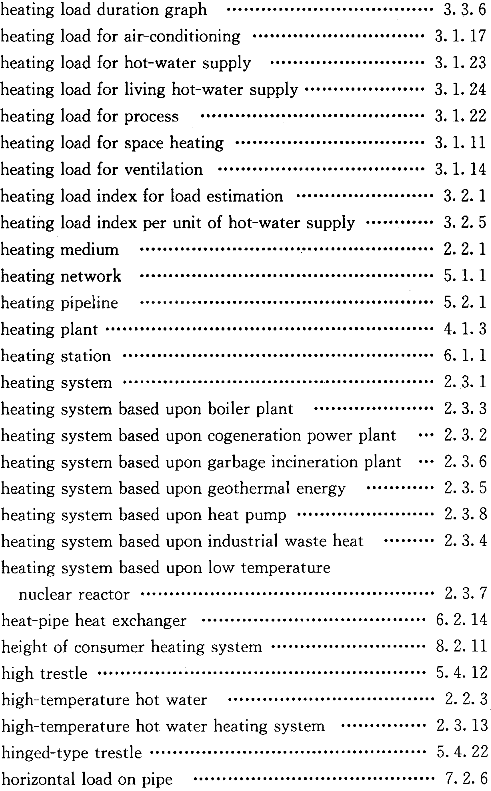 heating load duration graph ………………………… 3. 3. 6
heating load for air-conditioning ………………………… 3. 1. 17
heating load for hot-water supply ………………………… 3. 1. 23
heating load for living hot-water supply ………………… 3. 1. 24
heating load for process ………………………… 3. 1. 22
heating load for space heating ………………………… 3. 1. 11
heating load for ventilation ………………………… 3. 1. 14
heating load index for load estimation ………………… 3. 2. 1
heating load index per unit of hot-water supply ………… 3. 2. 5
heating medium ………………………… 2. 2. 1
heating network ………………………… 5. 1. 1
heating pipeline ………………………… 5. 2. 1
heating plant ………………………… 4. 1. 3
heating station ………………………… 6. 1. 1
heating system ………………………… 2. 3. 1
heating system based upon boiler plant ………………… 2. 3. 3
heating system based upon cogeneration power plant … 2. 3. 2
heating system based upon garbage incineration plant … 2. 3. 6
heating system based upon geothermal energy ………… 2. 3. 5
heating system based upon heat pump ………………… 2. 3. 8
heating system based upon industrial waste heat ……… 2. 3. 4
heating system based upon low temperature
nuclear reactor ………………………… 2. 3. 7
heat-pipe heat exchanger ………………………… 6. 2. 14
height of consumer heating system ………………… 8. 2. 11
high trestle ………………………… 5. 4. 12
high-temperature hot water ………………………… 2. 2. 3
high-temperature hot water heating system ………… 2. 3. 13
hinged-type trestle ………………………… 5. 4. 22
horizontal load on pipe ………………………… 7. 2. 6